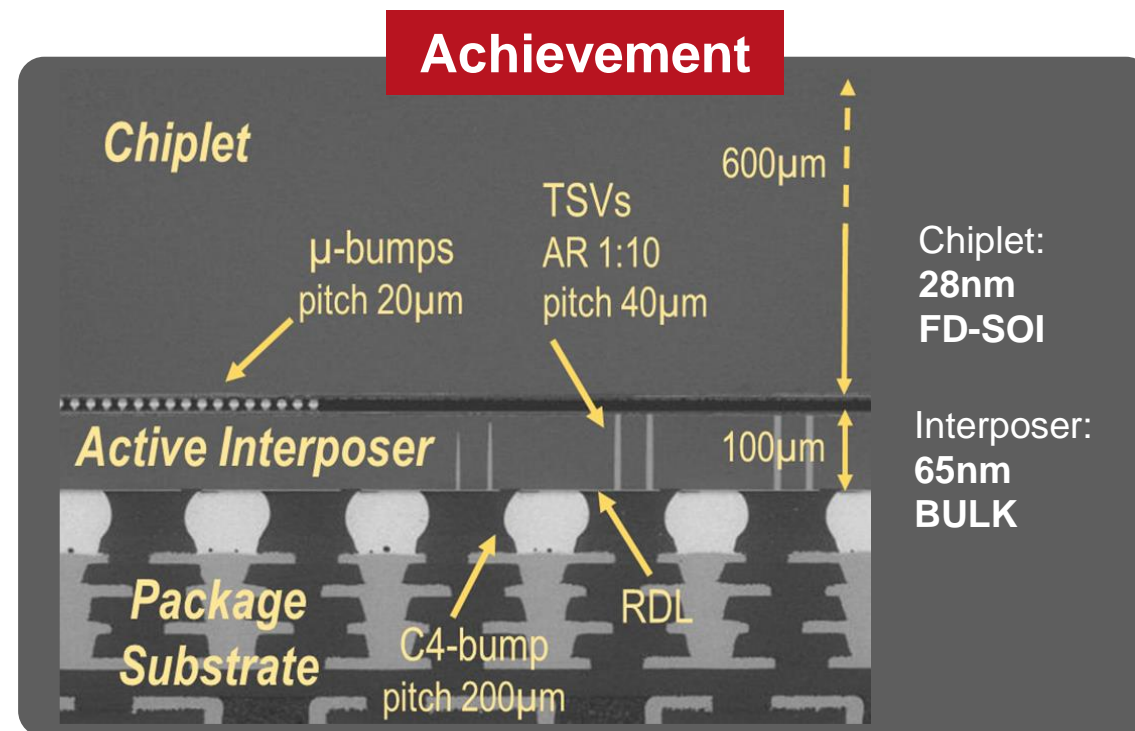 Achievement
Chiplet
600µm
TSVs
AR 1:10
pitch 40µm
µ-bumps
pitch 20µm
Chiplet:
28nm
FD-SOI
Active Interposer
100µm
Interposer:
65nm
BULK
Package
Substrate
RDL
C4-bump
pitch 200µm